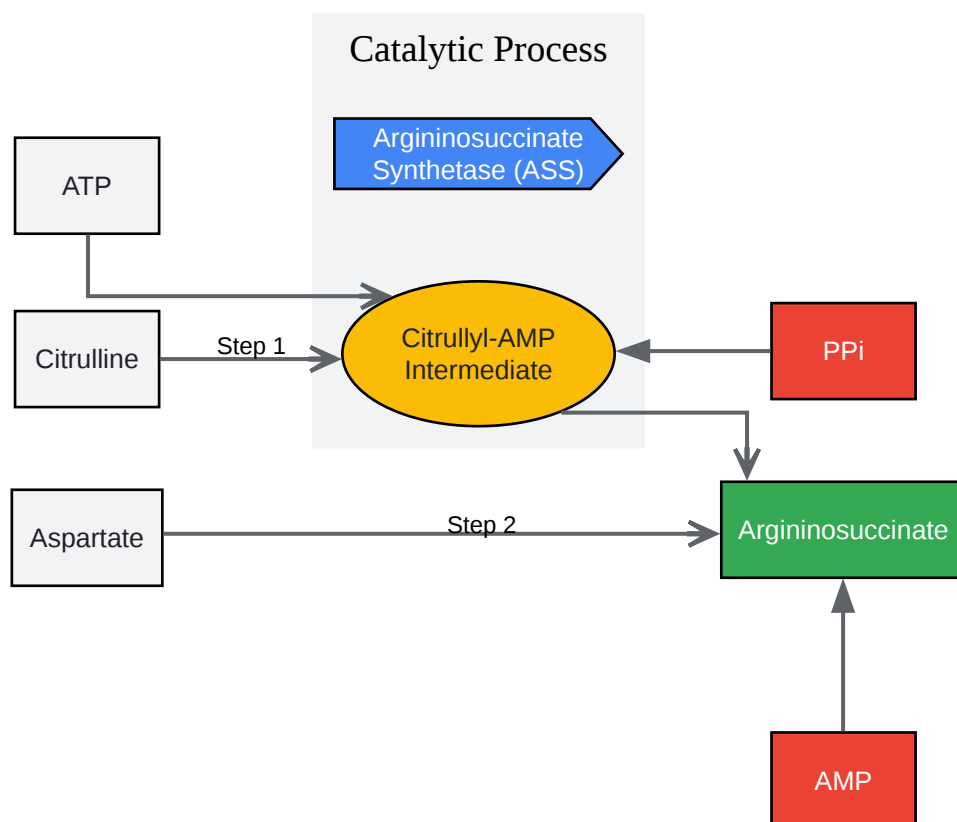 Catalytic Process
Argininosuccinate
Synthetase (ASS)
ATP
Citrulline
Step 1
Citrullyl-AMP
Intermediate
PPi
Aspartate
Step 2
Argininosuccinate
AMP